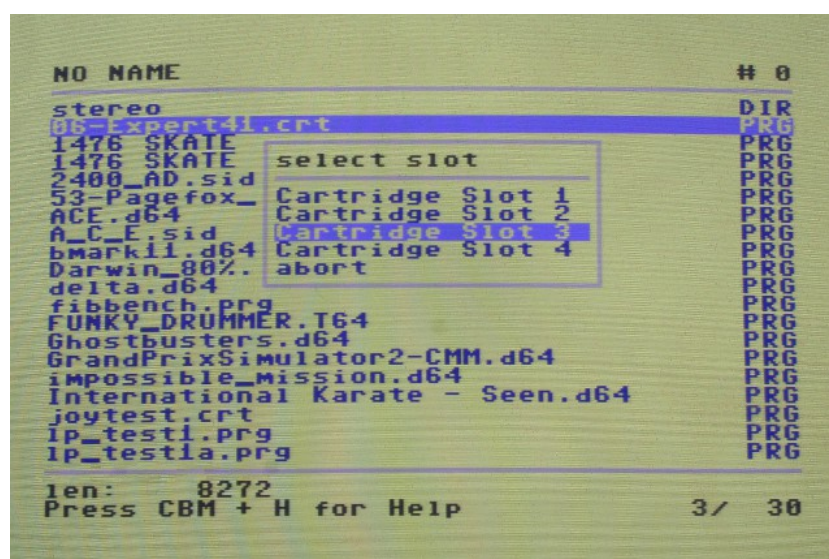 NO NAME # 0
stereo DIR
06-Expert41.crt PRG
1476 SKATE PRG
1476 SKATE PRG
select slot
2400_AD.sid PRG
53-Pagefox_ Cartridge Slot 1 PRG
ACE.d64 Cartridge Slot 2 PRG
A_C_E.sid Cartridge Slot 3 PRG
bmark11.d64 Cartridge Slot 4 PRG
Darwin_80%. abort PRG
delta.d64 PRG
fibbench.prg PRG
FUNKY_DRUMMER.T64 PRG
Ghostbusters.d64 PRG
GrandPrixSimulator2-CMM.d64 PRG
impossible_mission.d64 PRG
International Karate - Seen.d64 PRG
joytest.crt PRG
lp_test1.prg PRG
lp_test1a.prg PRG
len: 8272
Press CBM + H for Help 3/ 30